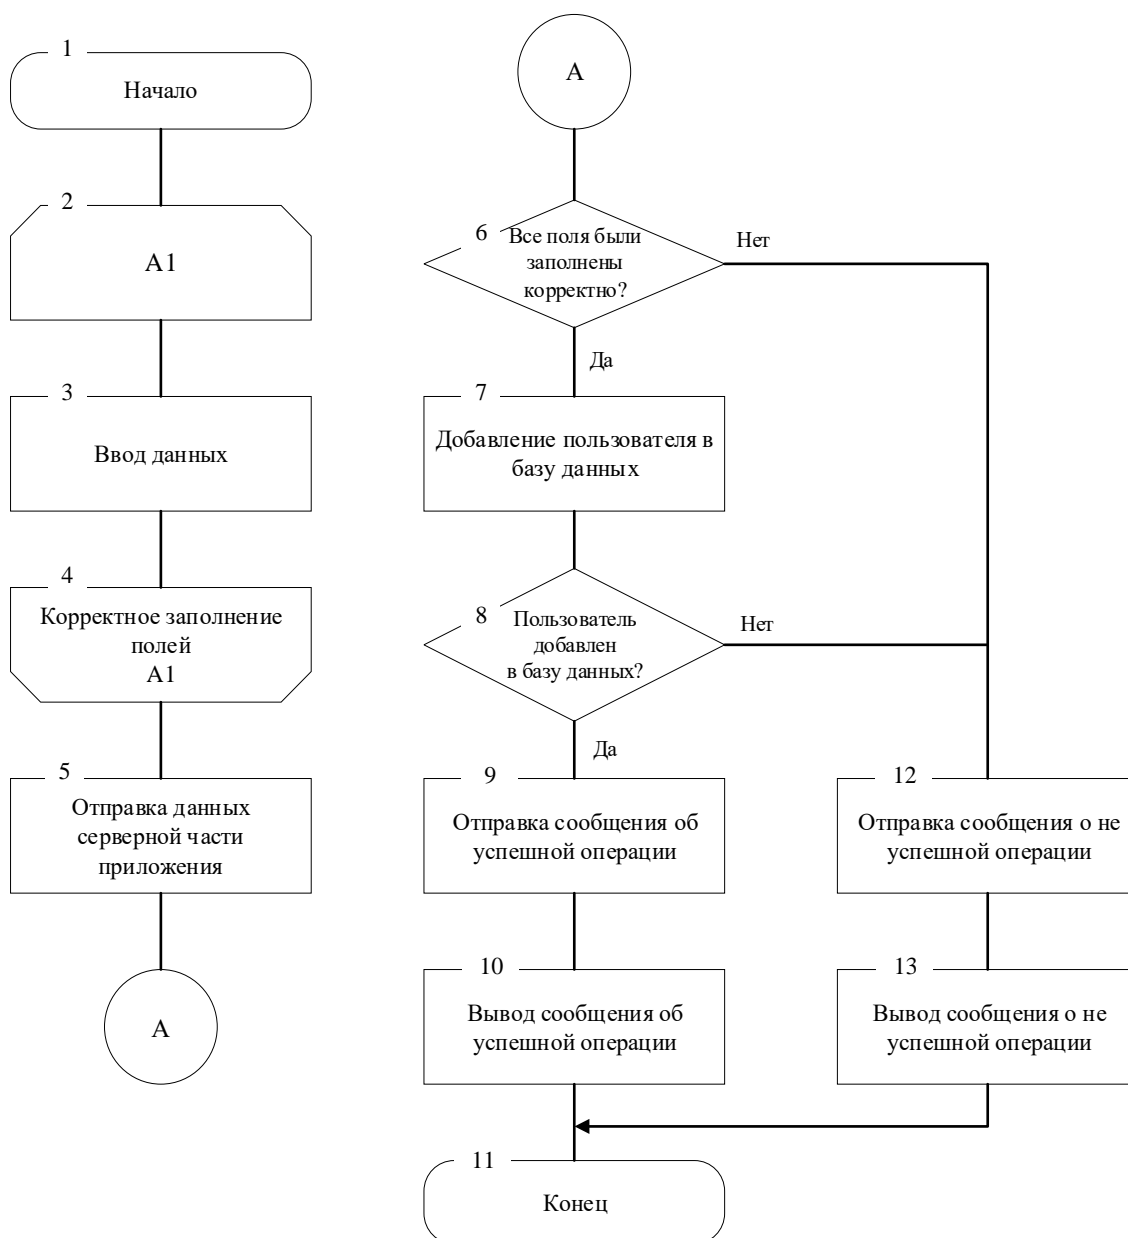 1
Начало
2
А1
3
Ввод данных
4
Корректное заполнение
полей
А1
5
Отправка данных
серверной части
приложения
А
А
6
Все поля были
заполнены
корректно?
Нет
Да
7
Добавление пользователя в
базу данных
8
Пользователь
добавлен
в базу данных?
Нет
Да
9
Отправка сообщения об
успешной операции
10
Вывод сообщения об
успешной операции
11
Конец
12
Отправка сообщения о не
успешной операции
13
Вывод сообщения о не
успешной операции